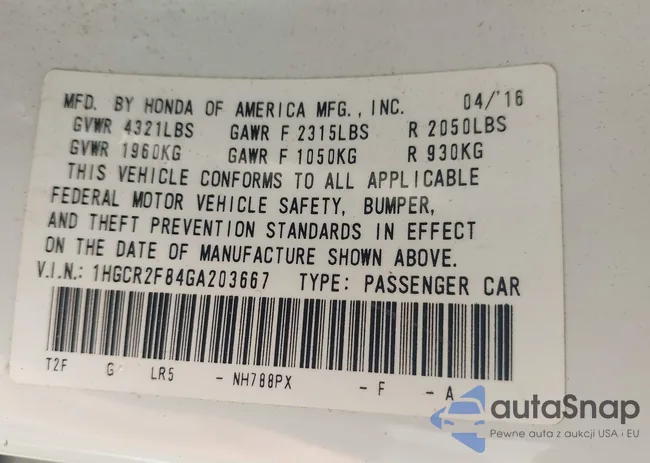 MFD. BY HONDA OF AMERICA MFG., INC. 04/'16
GVWR 4321LBS GAWR F 2315LBS R 2050LBS
GVWR 1960KG GAWR F 1050KG R 930KG
THIS VEHICLE CONFORMS TO ALL APPLICABLE
FEDERAL MOTOR VEHICLE SAFETY, BUMPER,
AND THEFT PREVENTION STANDARDS IN EFFECT
ON THE DATE OF MANUFACTURE SHOWN ABOVE.
V.I.N.: 1HGCR2F84GA203667 TYPE: PASSENGER CAR
T2F G LR5 - NH788PX - F - A
autaSnap
Pewne auta z aukcji USA i EU